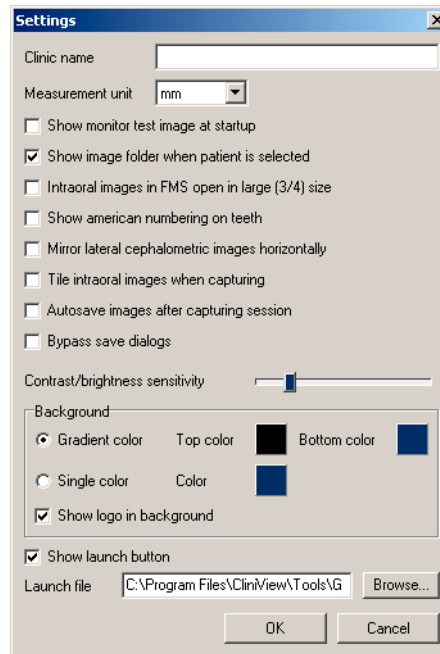 Settings
Clinic name
Measurement unit mm
Show monitor test image at startup
Show image folder when patient is selected
Intraoral images in FMS open in large (3/4) size
Show american numbering on teeth
Mirror lateral cephalometric images horizontally
Tile intraoral images when capturing
Autosave images after capturing session
Bypass save dialogs
Contrast/brightness sensitivity
Background
Gradient color Top color Bottom color
Single color Color
Show logo in background
Show launch button
Launch file C:\Program Files\CliniView\Tools\G Browse...
OK Cancel